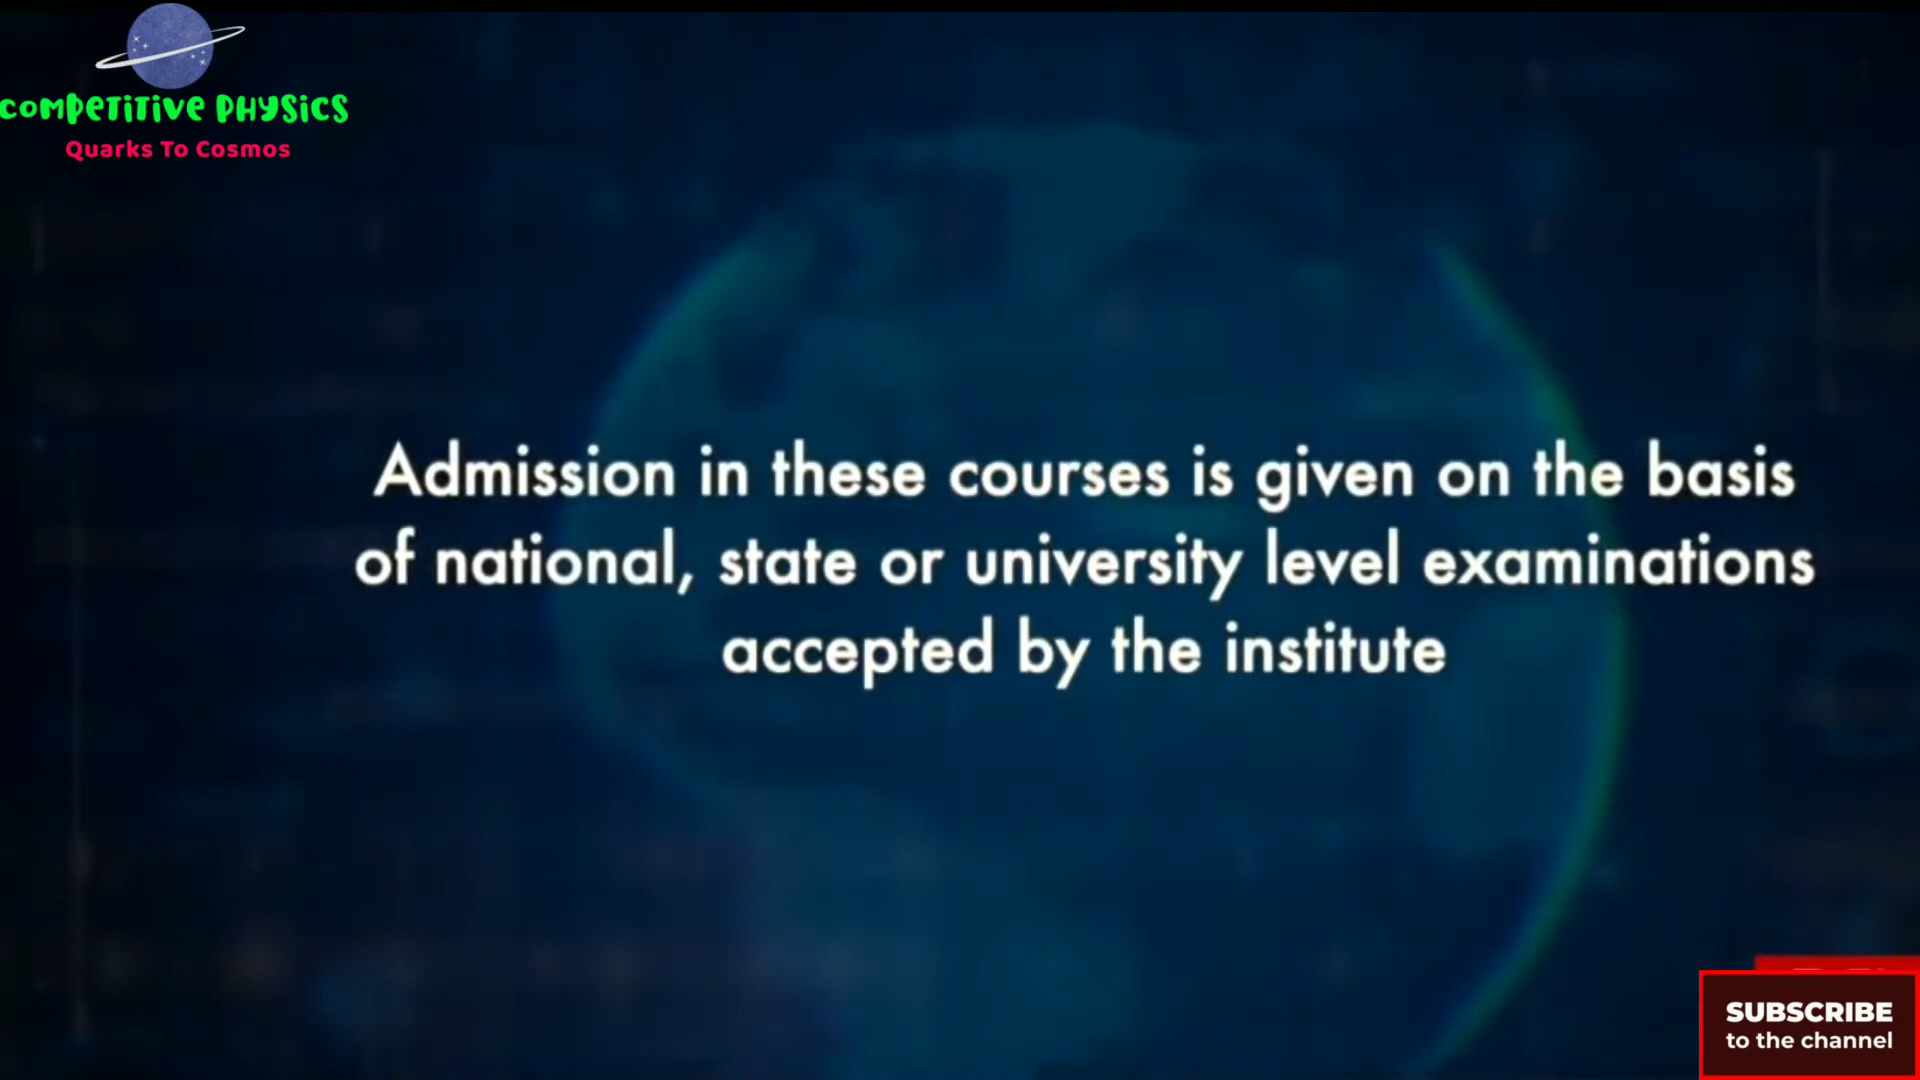 COMPETITIVE PHYSICS
Quarks To Cosmos
Admission in these courses is given on the basis
of national, state or university level examinations
accepted by the institute
SUBSCRIBE
to the channel